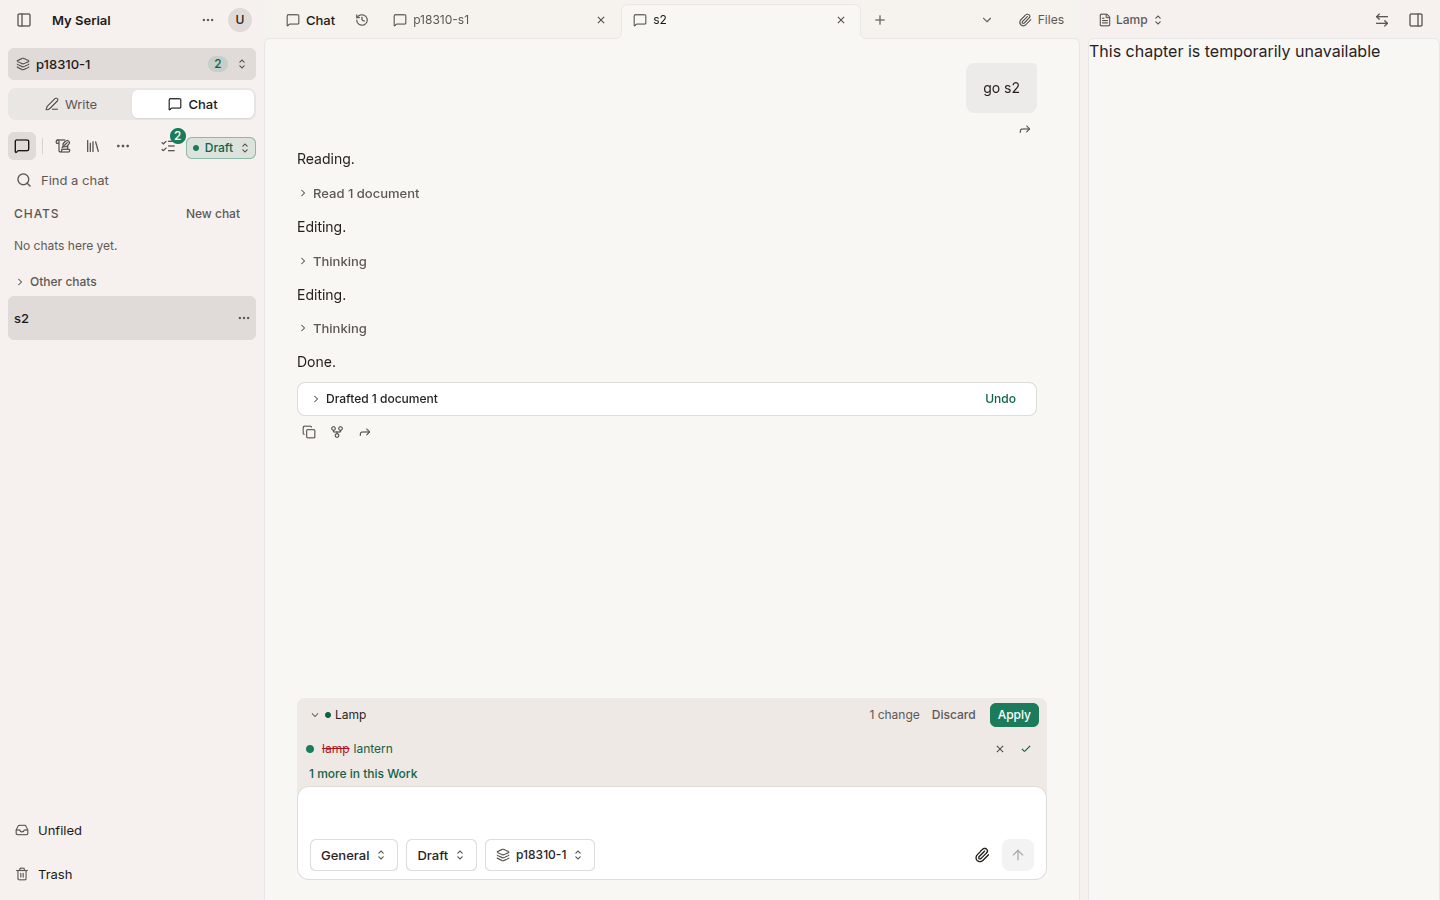 My Serial
U
p18310-1
2
Write
Chat
2
Draft
Find a chat
CHATS
New chat
No chats here yet.
Other chats
s2
Unfiled
Trash
Chat
p18310-s1
s2
Files
go s2
Reading.
Read 1 document
Editing.
Thinking
Editing.
Thinking
Done.
Drafted 1 document
Undo
Lamp
1 change
Discard
Apply
lamp lantern
1 more in this Work
General
Draft
p18310-1
Lamp
This chapter is temporarily unavailable